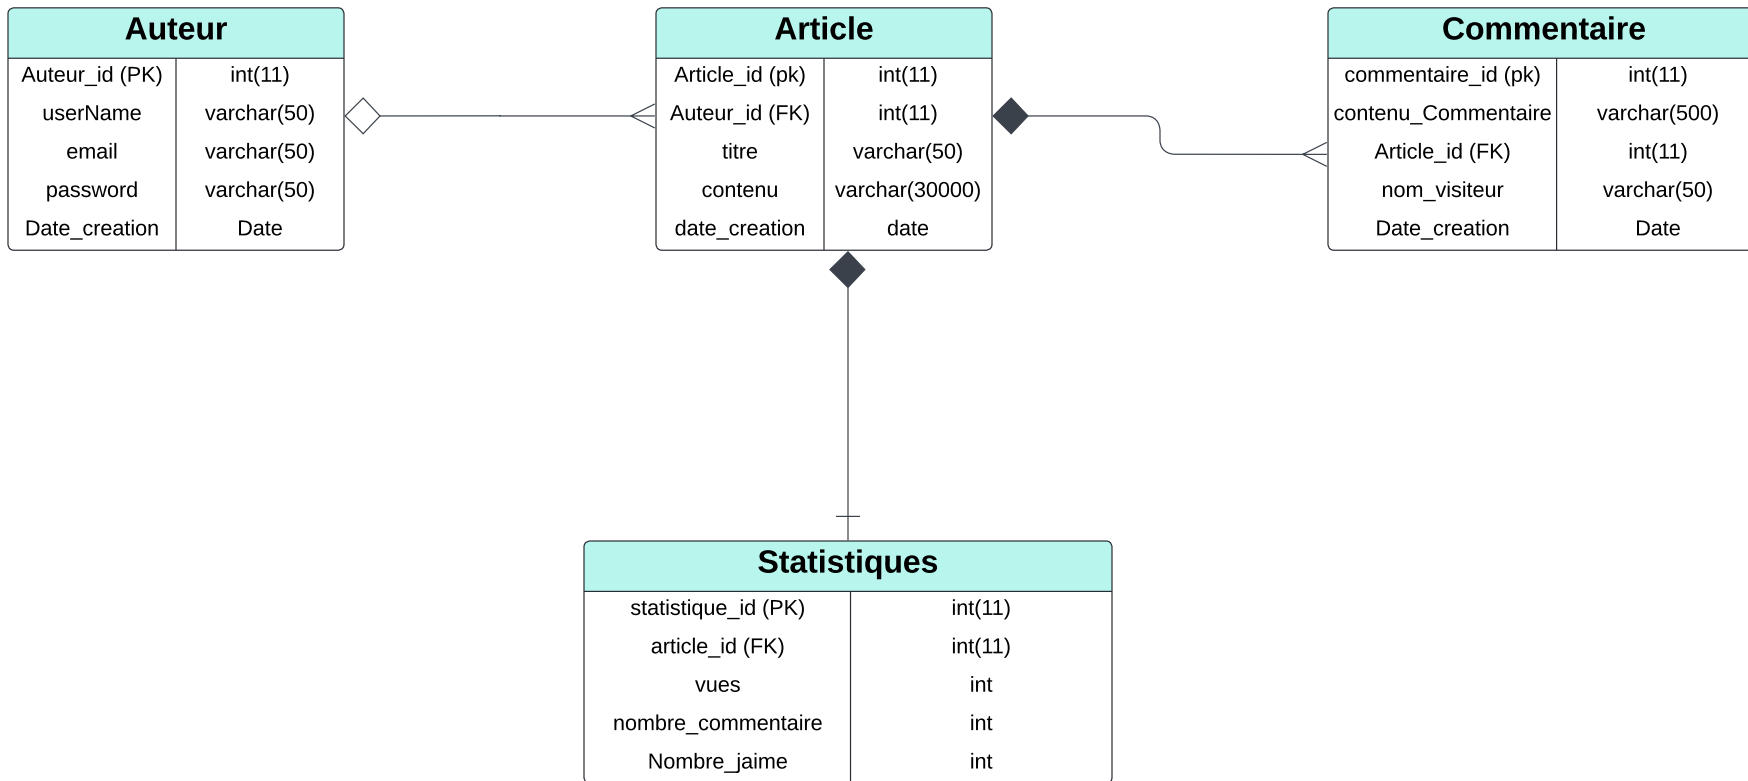 Auteur
Auteur_id (PK) int(11)
userName varchar(50)
email varchar(50)
password varchar(50)
Date_creation Date
Article
Article_id (pk) int(11)
Auteur_id (FK) int(11)
titre varchar(50)
contenu varchar(30000)
date_creation date
Commentaire
commentaire_id (pk) int(11)
contenu_Commentaire varchar(500)
Article_id (FK) int(11)
nom_visiteur varchar(50)
Date_creation Date
Statistiques
statistique_id (PK) int(11)
article_id (FK) int(11)
vues int
nombre_commentaire int
Nombre_jaime int